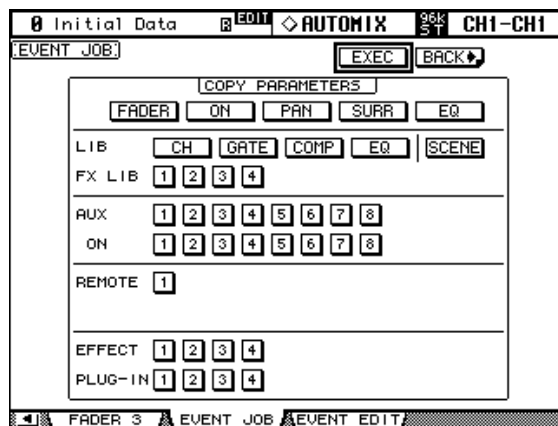 0 Initial Data EDIT ◇AUTOMIX 96k ST CH1-CH1
EVENT JOB
EXEC BACK
COPY PARAMETERS
FADER ON PAN SURR EQ
LIB CH GATE COMP EQ SCENE
FX LIB 1 2 3 4
AUX 1 2 3 4 5 6 7 8
ON 1 2 3 4 5 6 7 8
REMOTE 1
EFFECT 1 2 3 4
PLUG-IN 1 2 3 4
FADER 3 EVENT JOB EVENT EDIT